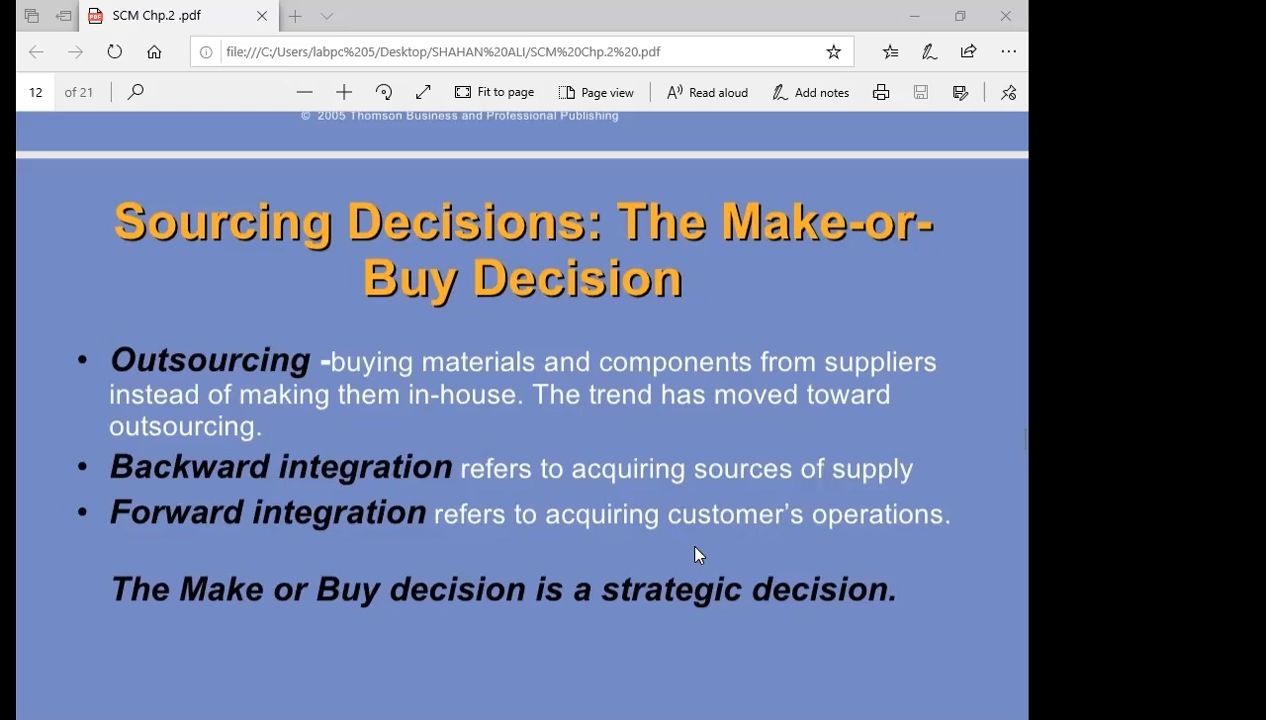 SCM Chp.2 .pdf
file:///C:/Users/labpc%205/Desktop/SHAHAN%20ALI/SCM%20Chp.2%20.pdf
12 of 21 Fit to page Page view Read aloud Add notes
© 2005 Thomson Business and Professional Publishing
Sourcing Decisions: The Make-or-
Buy Decision
• Outsourcing -buying materials and components from suppliers
instead of making them in-house. The trend has moved toward
outsourcing.
• Backward integration refers to acquiring sources of supply
• Forward integration refers to acquiring customer's operations.
The Make or Buy decision is a strategic decision.